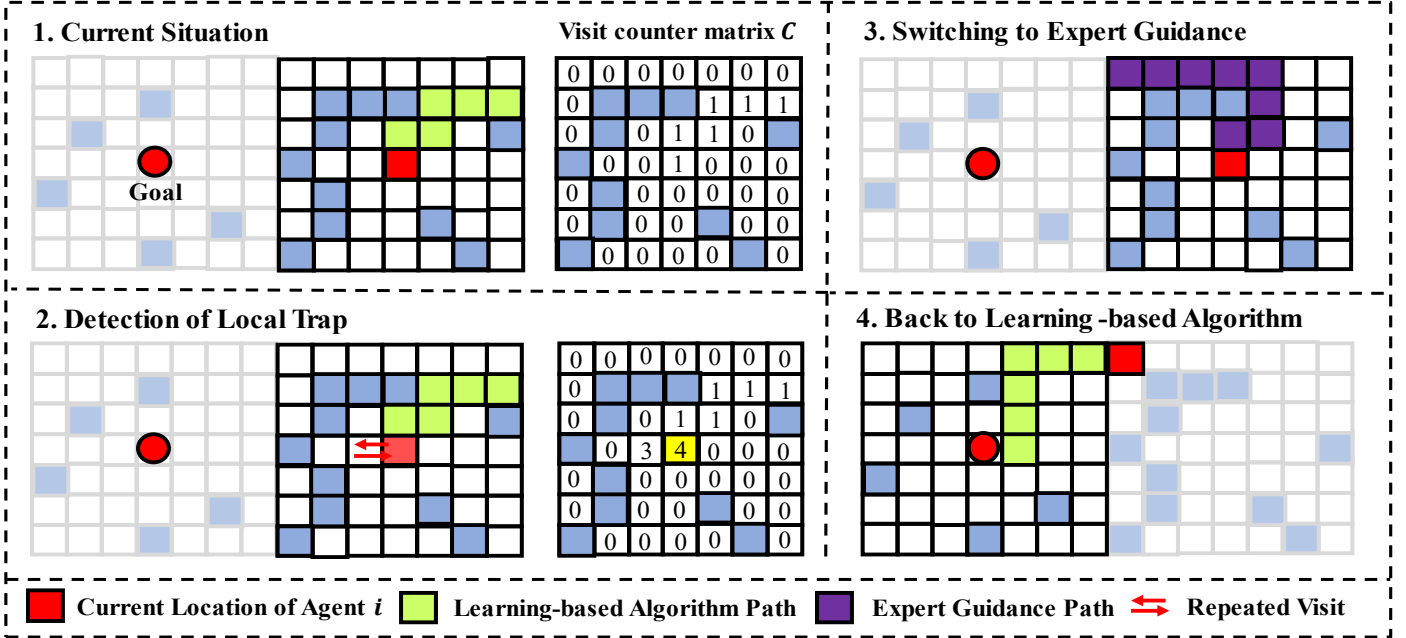 1. Current Situation
Visit counter matrix C
Goal
0 0 0 0 0 0 0
0 1 1 1
0 0 1 1 0
0 0 1 0 0 0
0 0 0 0 0 0
0 0 0 0 0
0 0 0 0 0
3. Switching to Expert Guidance
2. Detection of Local Trap
0 0 0 0 0 0 0
0 1 1 1
0 0 1 1 0
0 3 4 0 0 0
0 0 0 0 0 0
0 0 0 0 0
0 0 0 0 0
4. Back to Learning -based Algorithm
Current Location of Agent i
Learning-based Algorithm Path
Expert Guidance Path
Repeated Visit